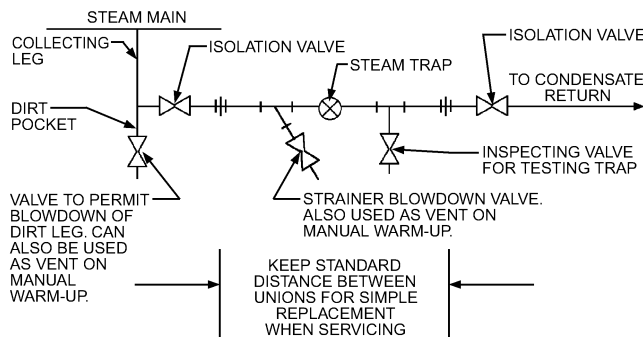 STEAM MAIN
COLLECTING
LEG
ISOLATION VALVE
STEAM TRAP
ISOLATION VALVE
TO CONDENSATE
RETURN
DIRT
POCKET
INSPECTING VALVE
FOR TESTING TRAP
VALVE TO PERMIT
BLOWDOWN OF
DIRT LEG. CAN
ALSO BE USED
AS VENT ON
MANUAL
WARM-UP.
STRAINER BLOWDOWN VALVE.
ALSO USED AS VENT ON
MANUAL WARM-UP.
KEEP STANDARD
DISTANCE BETWEEN
UNIONS FOR SIMPLE
REPLACEMENT
WHEN SERVICING